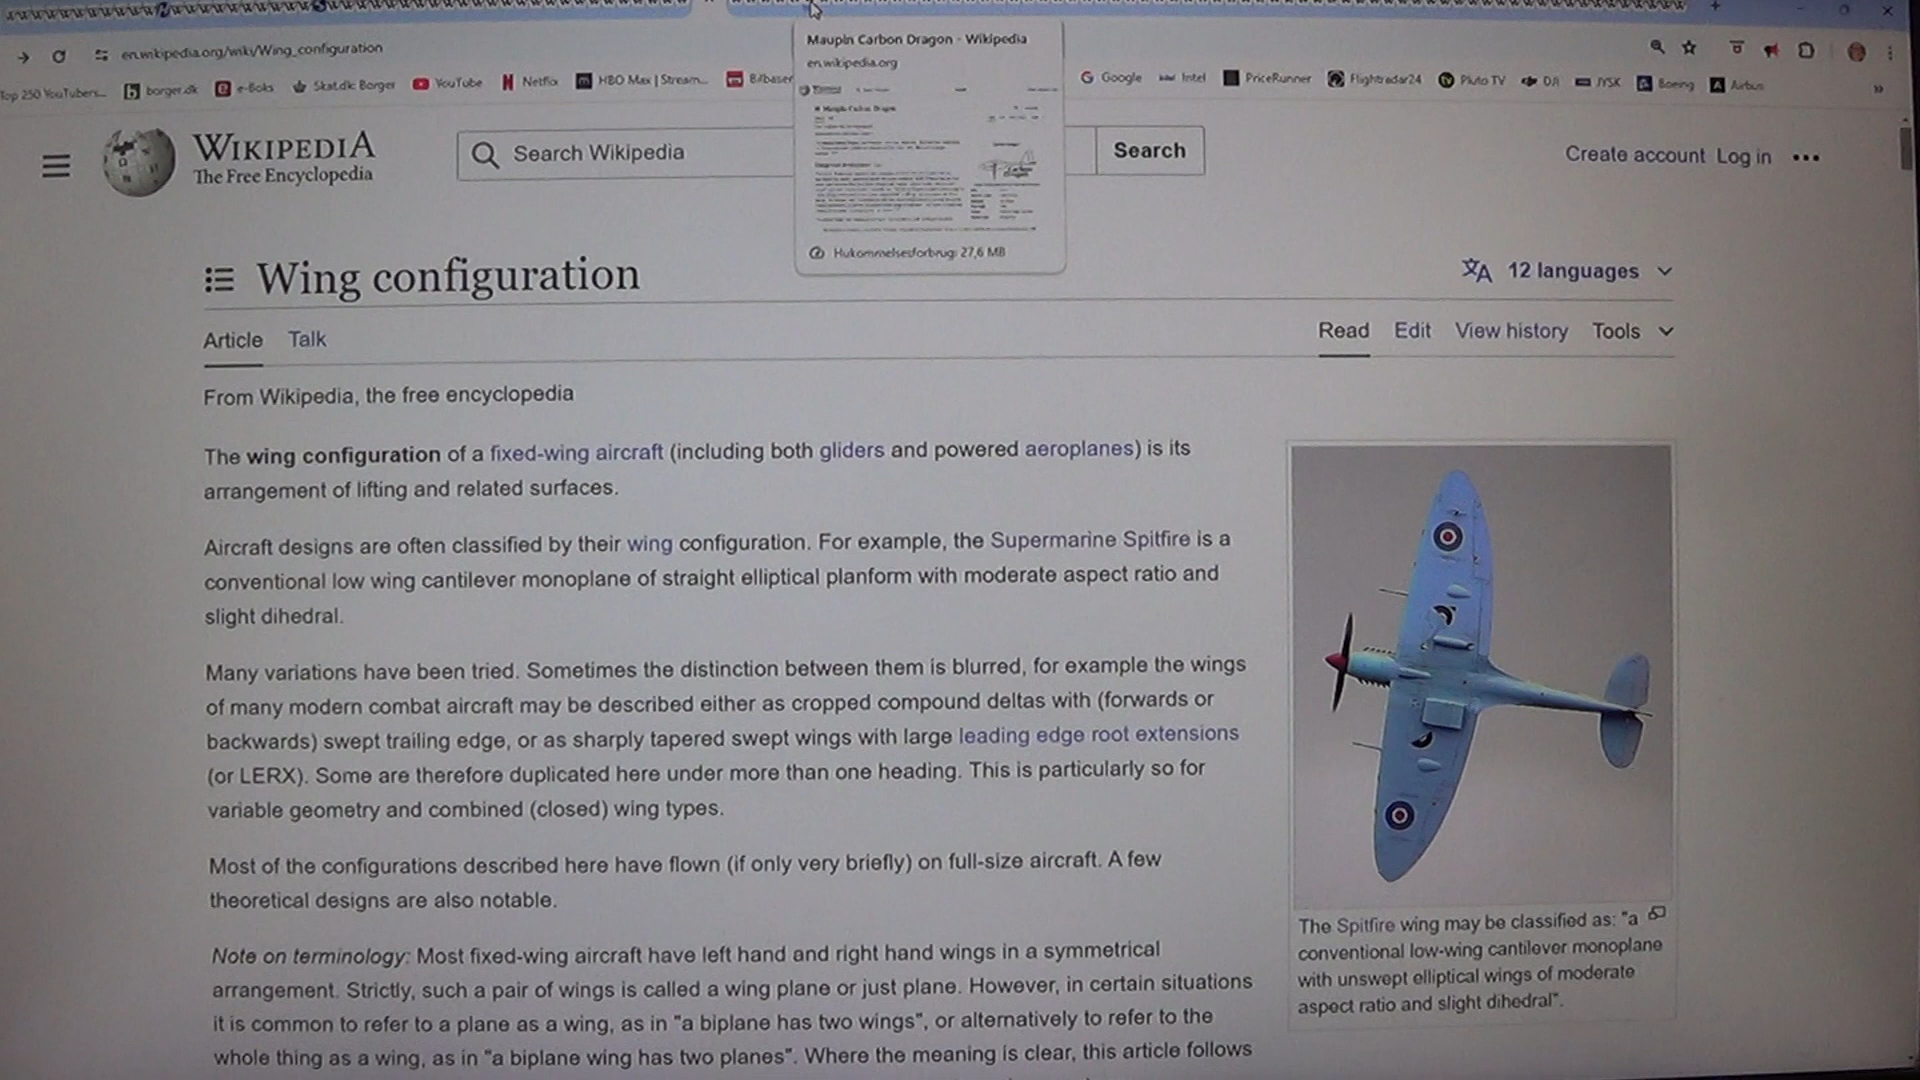 en.wikipedia.org/wiki/Wing_configuration
Top 250 YouTubers... borger.dk e-Boks Skat.dk: Borger YouTube Netflix HBO Max | Stream... Bilbaser Google Intel PriceRunner Flightradar24 Pluto TV DJI JYSK Boeing Airbus
Maupin Carbon Dragon - Wikipedia
en.wikipedia.org
Hukommelsesforbrug: 27,6 MB
WIKIPEDIA
The Free Encyclopedia
Search Wikipedia
Search
Create account Log in
Wing configuration
12 languages
Article Talk
Read Edit View history Tools
From Wikipedia, the free encyclopedia
The wing configuration of a fixed-wing aircraft (including both gliders and powered aeroplanes) is its
arrangement of lifting and related surfaces.
Aircraft designs are often classified by their wing configuration. For example, the Supermarine Spitfire is a
conventional low wing cantilever monoplane of straight elliptical planform with moderate aspect ratio and
slight dihedral.
Many variations have been tried. Sometimes the distinction between them is blurred, for example the wings
of many modern combat aircraft may be described either as cropped compound deltas with (forwards or
backwards) swept trailing edge, or as sharply tapered swept wings with large leading edge root extensions
(or LERX). Some are therefore duplicated here under more than one heading. This is particularly so for
variable geometry and combined (closed) wing types.
Most of the configurations described here have flown (if only very briefly) on full-size aircraft. A few
theoretical designs are also notable.
Note on terminology: Most fixed-wing aircraft have left hand and right hand wings in a symmetrical
arrangement. Strictly, such a pair of wings is called a wing plane or just plane. However, in certain situations
it is common to refer to a plane as a wing, as in "a biplane has two wings", or alternatively to refer to the
whole thing as a wing, as in "a biplane wing has two planes". Where the meaning is clear, this article follows
The Spitfire wing may be classified as: "a
conventional low-wing cantilever monoplane
with unswept elliptical wings of moderate
aspect ratio and slight dihedral".